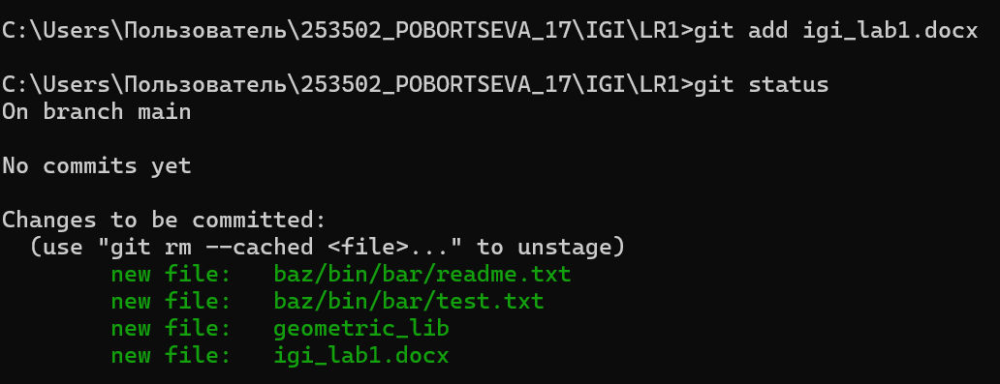 C:\Users\Пользователь\253502_POBORTSEVA_17\IGI\LR1>git add igi_lab1.docx
C:\Users\Пользователь\253502_POBORTSEVA_17\IGI\LR1>git status
On branch main
No commits yet
Changes to be committed:
  (use "git rm --cached <file>..." to unstage)
        new file:   baz/bin/bar/readme.txt
        new file:   baz/bin/bar/test.txt
        new file:   geometric_lib
        new file:   igi_lab1.docx